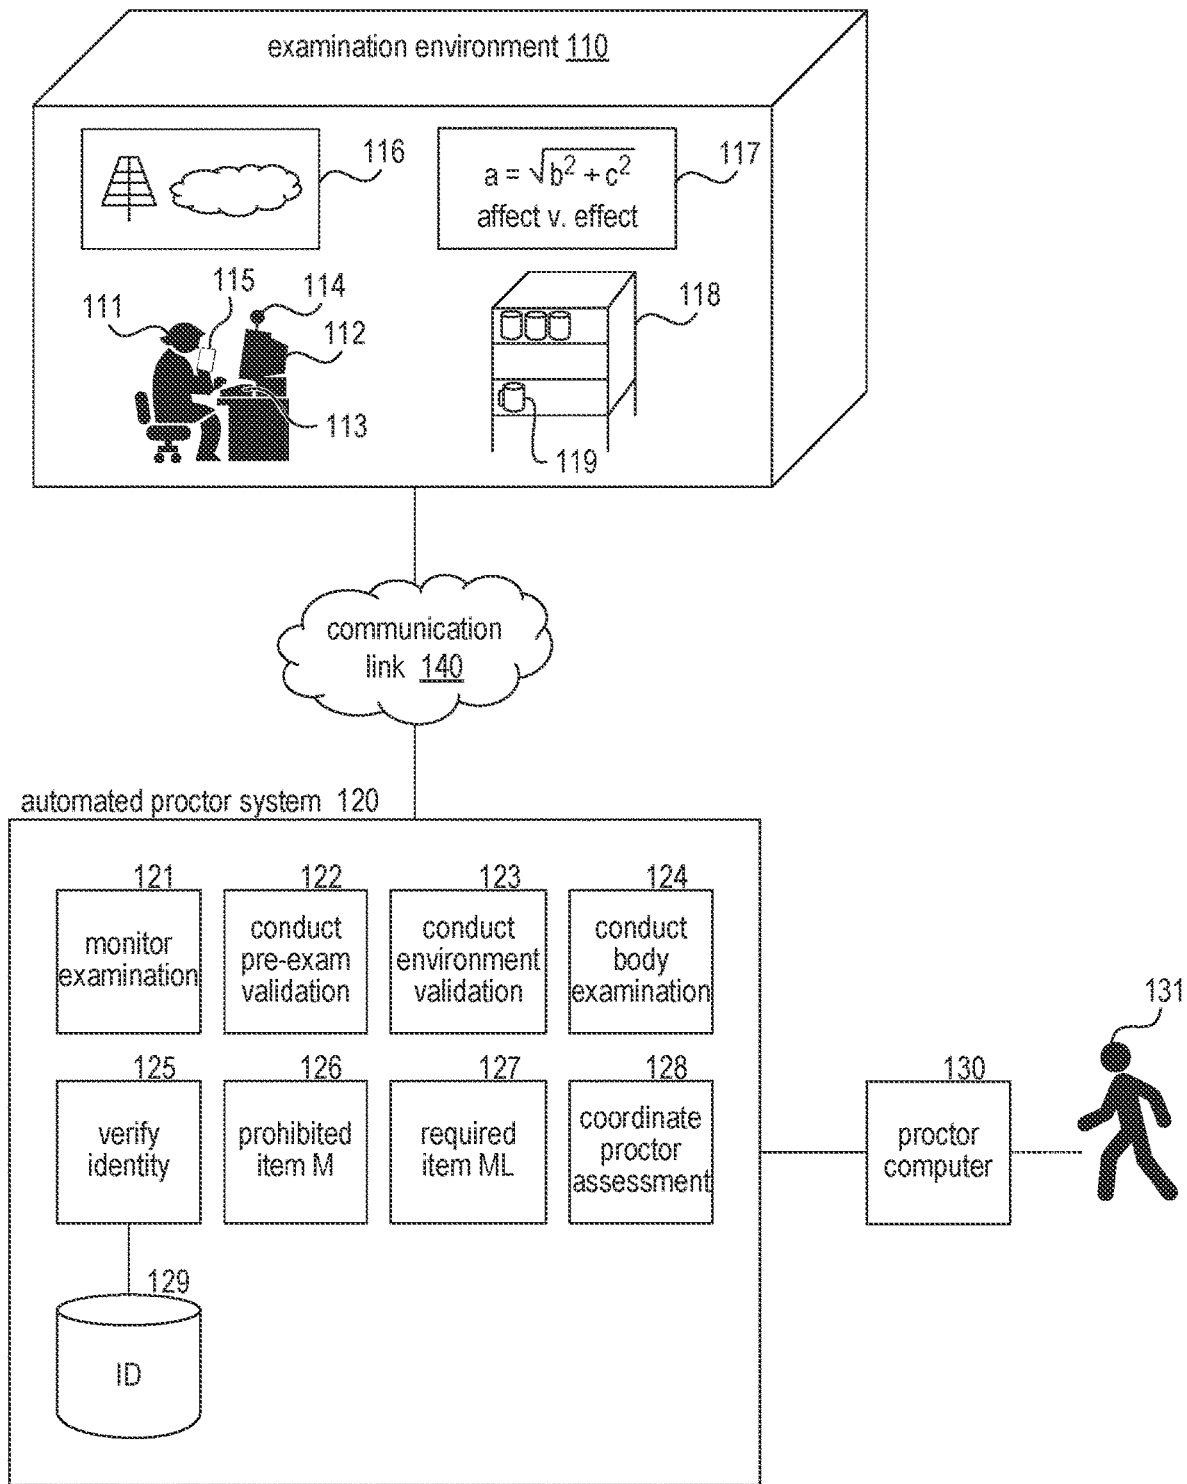 examination environment 110
116
a = √b² + c²
affect v. effect
117
111
115
114
112
113
118
119
communication
link 140
automated proctor system 120
121
monitor
examination
122
conduct
pre-exam
validation
123
conduct
environment
validation
124
conduct
body
examination
125
verify
identity
126
prohibited
item M
127
required
item ML
128
coordinate
proctor
assessment
129
ID
130
proctor
computer
131